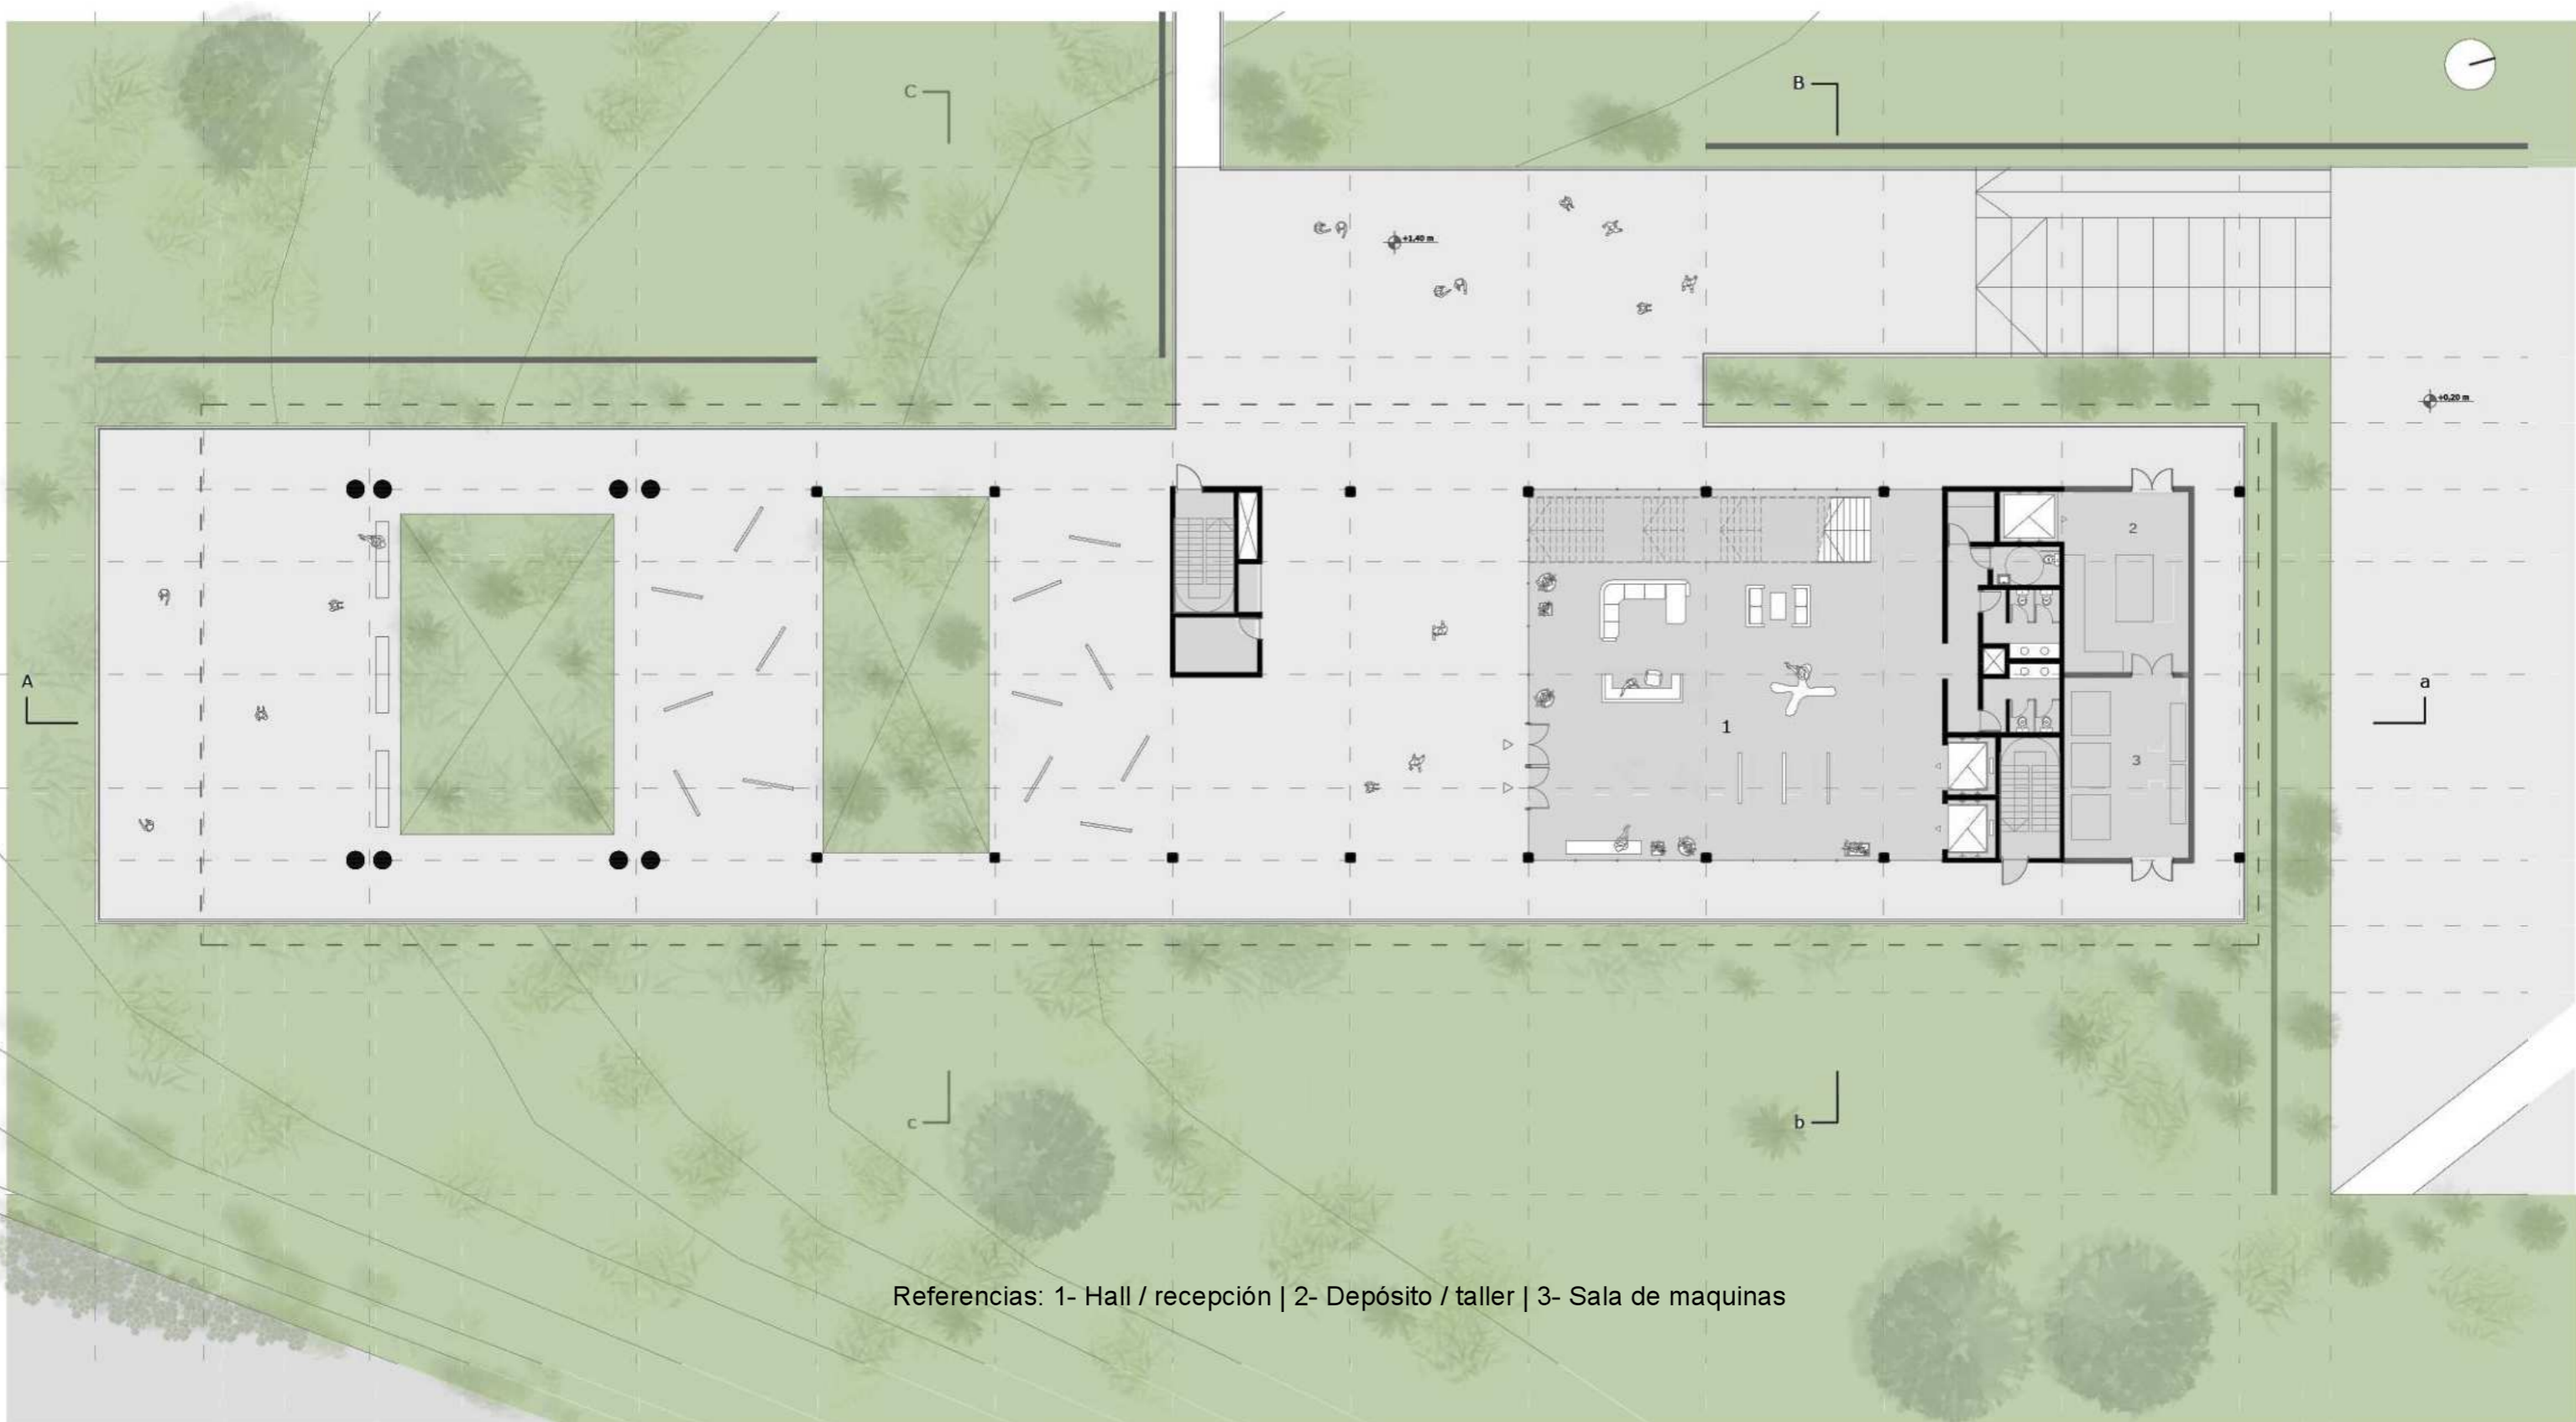 C
B
+1,40 m
+0,20 m
2
A
a
1
3
c
b
Referencias: 1- Hall / recepción | 2- Depósito / taller | 3- Sala de maquinas